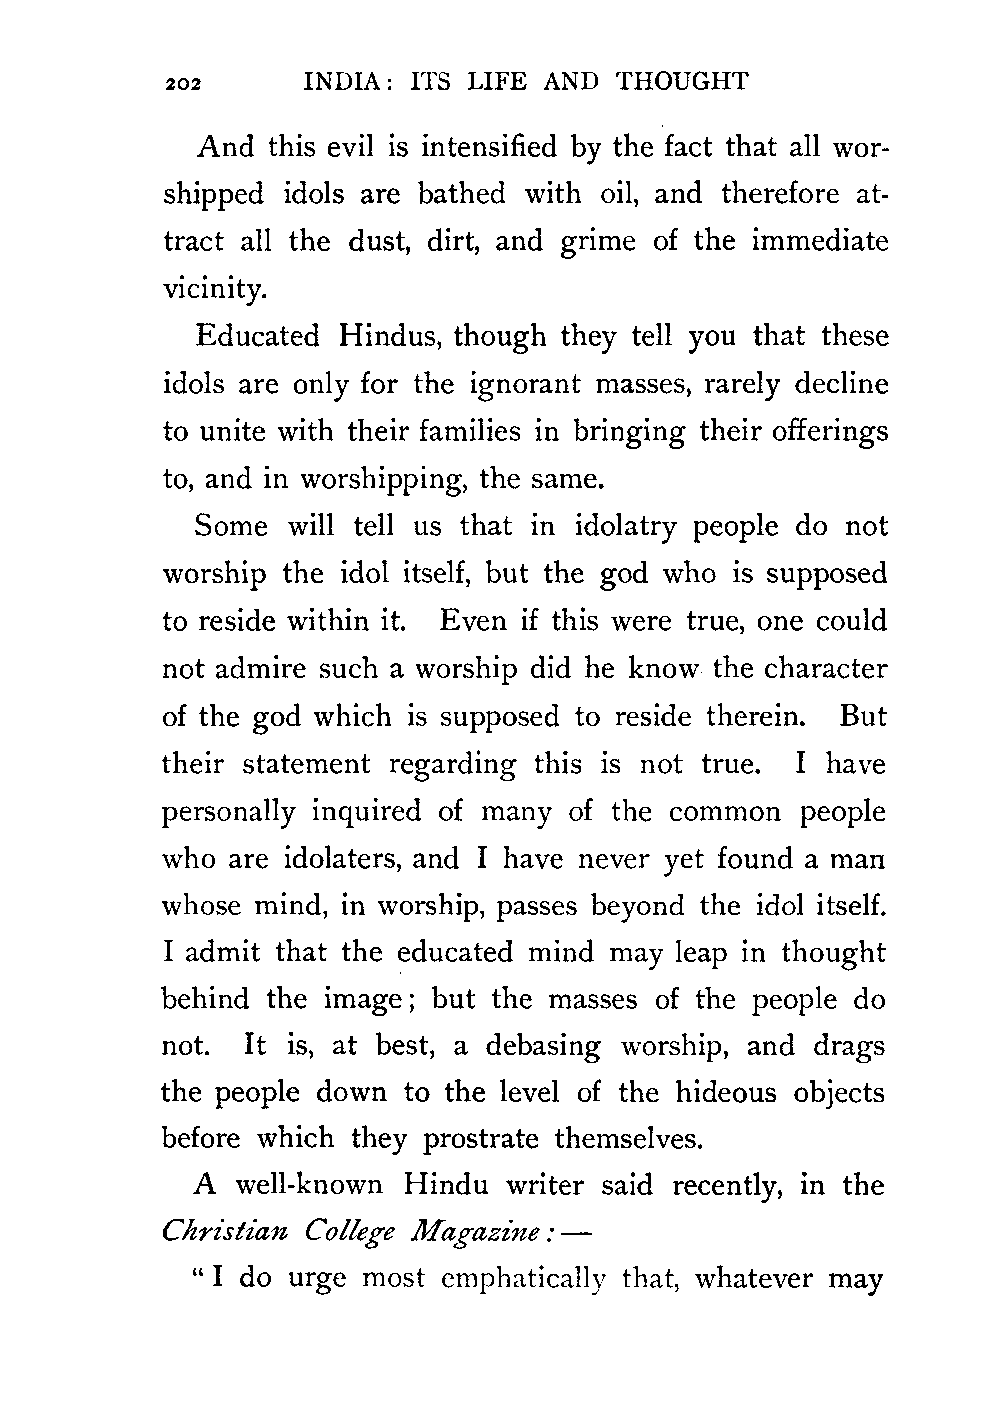 202 INDIA: ITS LIFE AND THOUGHT
And this evil is intensified by the fact that all wor-
shipped idols are bathed with oil, and therefore at-
tract all the dust, dirt, and grime of the immediate
vicinity.
Educated Hindus, though they tell you that these
idols are only for the ignorant masses, rarely decline
to unite with their families in bringing their offerings
to, and in worshipping, the same.
Some will tell us that in idolatry people do not
worship the idol itself, but the god who is supposed
to reside within it. Even if this were true, one could
not admire such a worship did he know the character
of the god which is supposed to reside therein. But
their statement regarding this is not true. I have
personally inquired of many of the common people
who are idolaters, and I have never yet found a man
whose mind, in worship, passes beyond the idol itself.
I admit that the educated mind may leap in thought
behind the image; but the masses of the people do
not. It is, at best, a debasing worship, and drags
the people down to the level of the hideous objects
before which they prostrate themselves.
A well-known Hindu writer said recently, in the
Christian College Magazine:—
"I do urge most emphatically that, whatever may